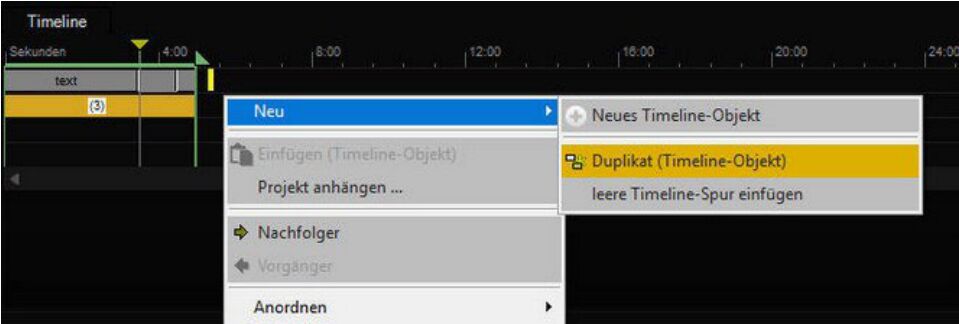 Timeline
Sekunden 4:00 8:00 12:00 16:00 20:00 24:00
text
(3)
Neu
Neues Timeline-Objekt
Einfügen (Timeline-Objekt)
Duplikat (Timeline-Objekt)
Projekt anhängen ...
leere Timeline-Spur einfügen
Nachfolger
Vorgänger
Anordnen